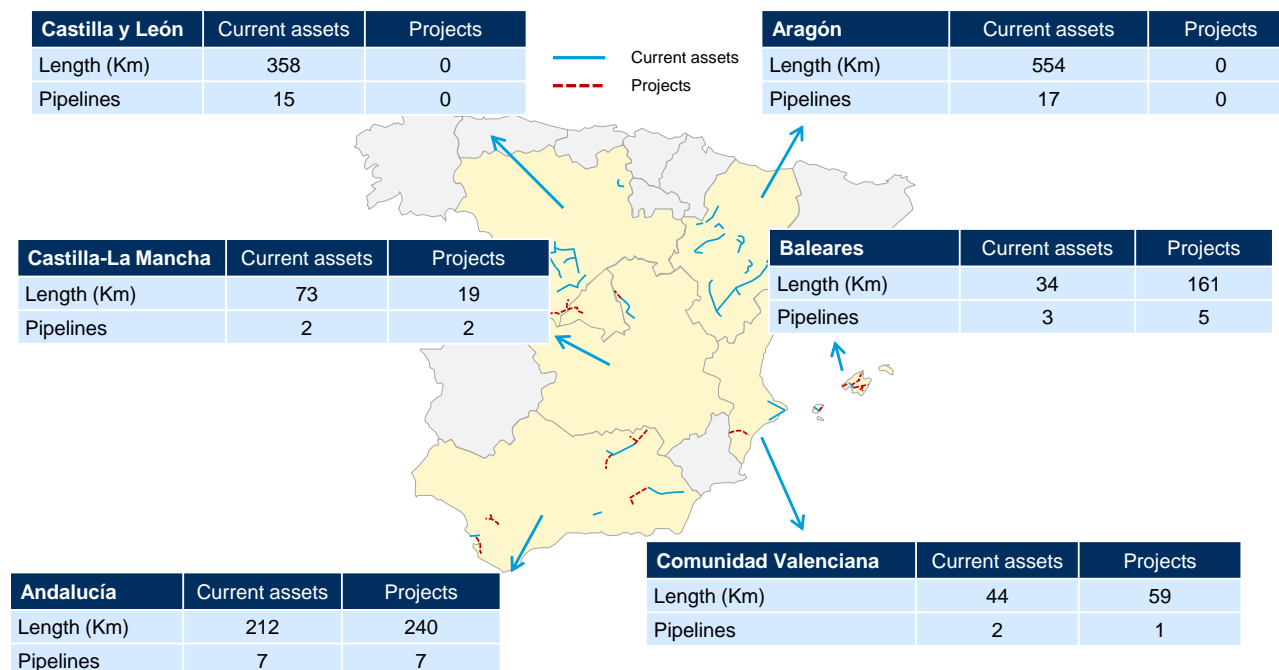 Castilla y León Current assets Projects
Length (Km) 358 0
Pipelines 15 0
Current assets
Projects
Aragón Current assets Projects
Length (Km) 554 0
Pipelines 17 0
Castilla-La Mancha Current assets Projects
Length (Km) 73 19
Pipelines 2 2
Baleares Current assets Projects
Length (Km) 34 161
Pipelines 3 5
Andalucía Current assets Projects
Length (Km) 212 240
Pipelines 7 7
Comunidad Valenciana Current assets Projects
Length (Km) 44 59
Pipelines 2 1